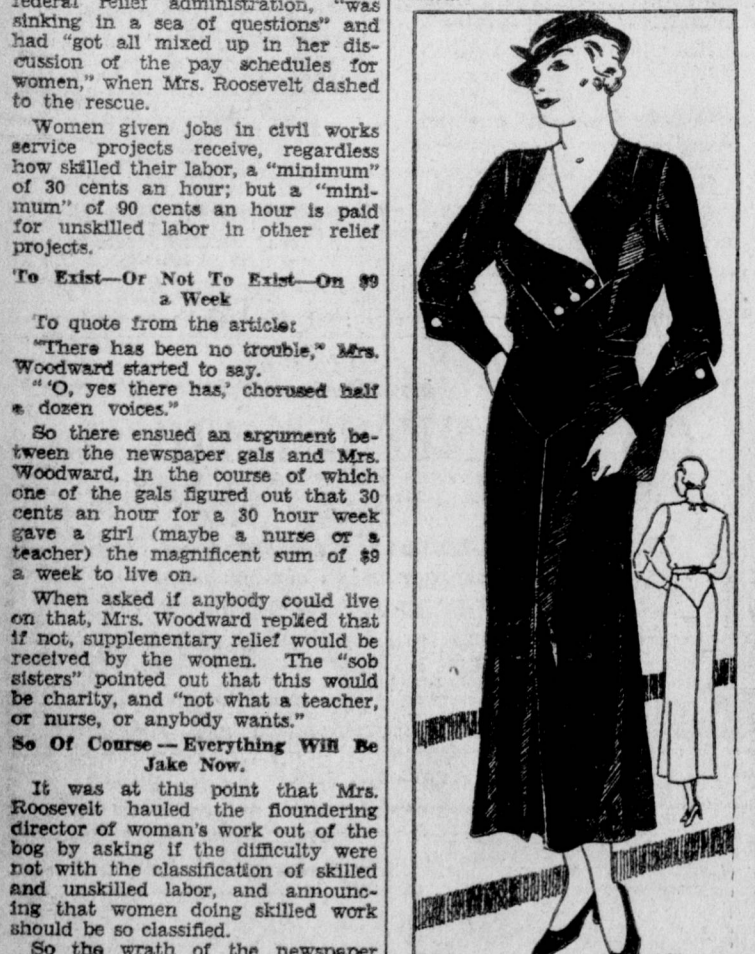 federal relief administration, "was
sinking in a sea of questions" and
had "got all mixed up in her dis-
cussion of the pay schedules for
women," when Mrs. Roosevelt dashed
to the rescue.
Women given jobs in civil works
service projects receive, regardless
how skilled their labor, a "minimum"
of 30 cents an hour; but a "mini-
mum" of 90 cents an hour is paid
for unskilled labor in other relief
projects.
To Exist—Or Not To Exist—On $9
a Week
To quote from the article:
"There has been no trouble," Mrs.
Woodward started to say.
"'O, yes there has,' chorused half
a dozen voices."
So there ensued an argument be-
tween the newspaper gals and Mrs.
Woodward, in the course of which
one of the gals figured out that 30
cents an hour for a 30 hour week
gave a girl (maybe a nurse or a
teacher) the magnificent sum of $9
a week to live on.
When asked if anybody could live
on that, Mrs. Woodward replied that
if not, supplementary relief would be
received by the women. The "sob
sisters" pointed out that this would
be charity, and "not what a teacher,
or nurse, or anybody wants."
So Of Course — Everything Will Be
Jake Now.
It was at this point that Mrs.
Roosevelt hauled the floundering
director of woman's work out of the
bog by asking if the difficulty were
not with the classification of skilled
and unskilled labor, and announc-
ing that women doing skilled work
should be so classified.
So the wrath of the newspaper